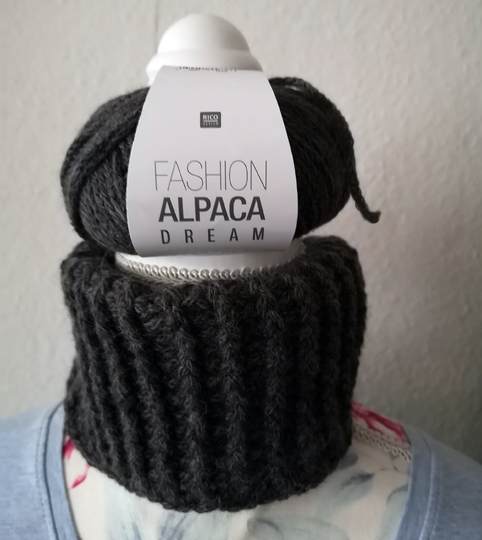 RICO
DESIGN
FASHION
ALPACA
DREAM